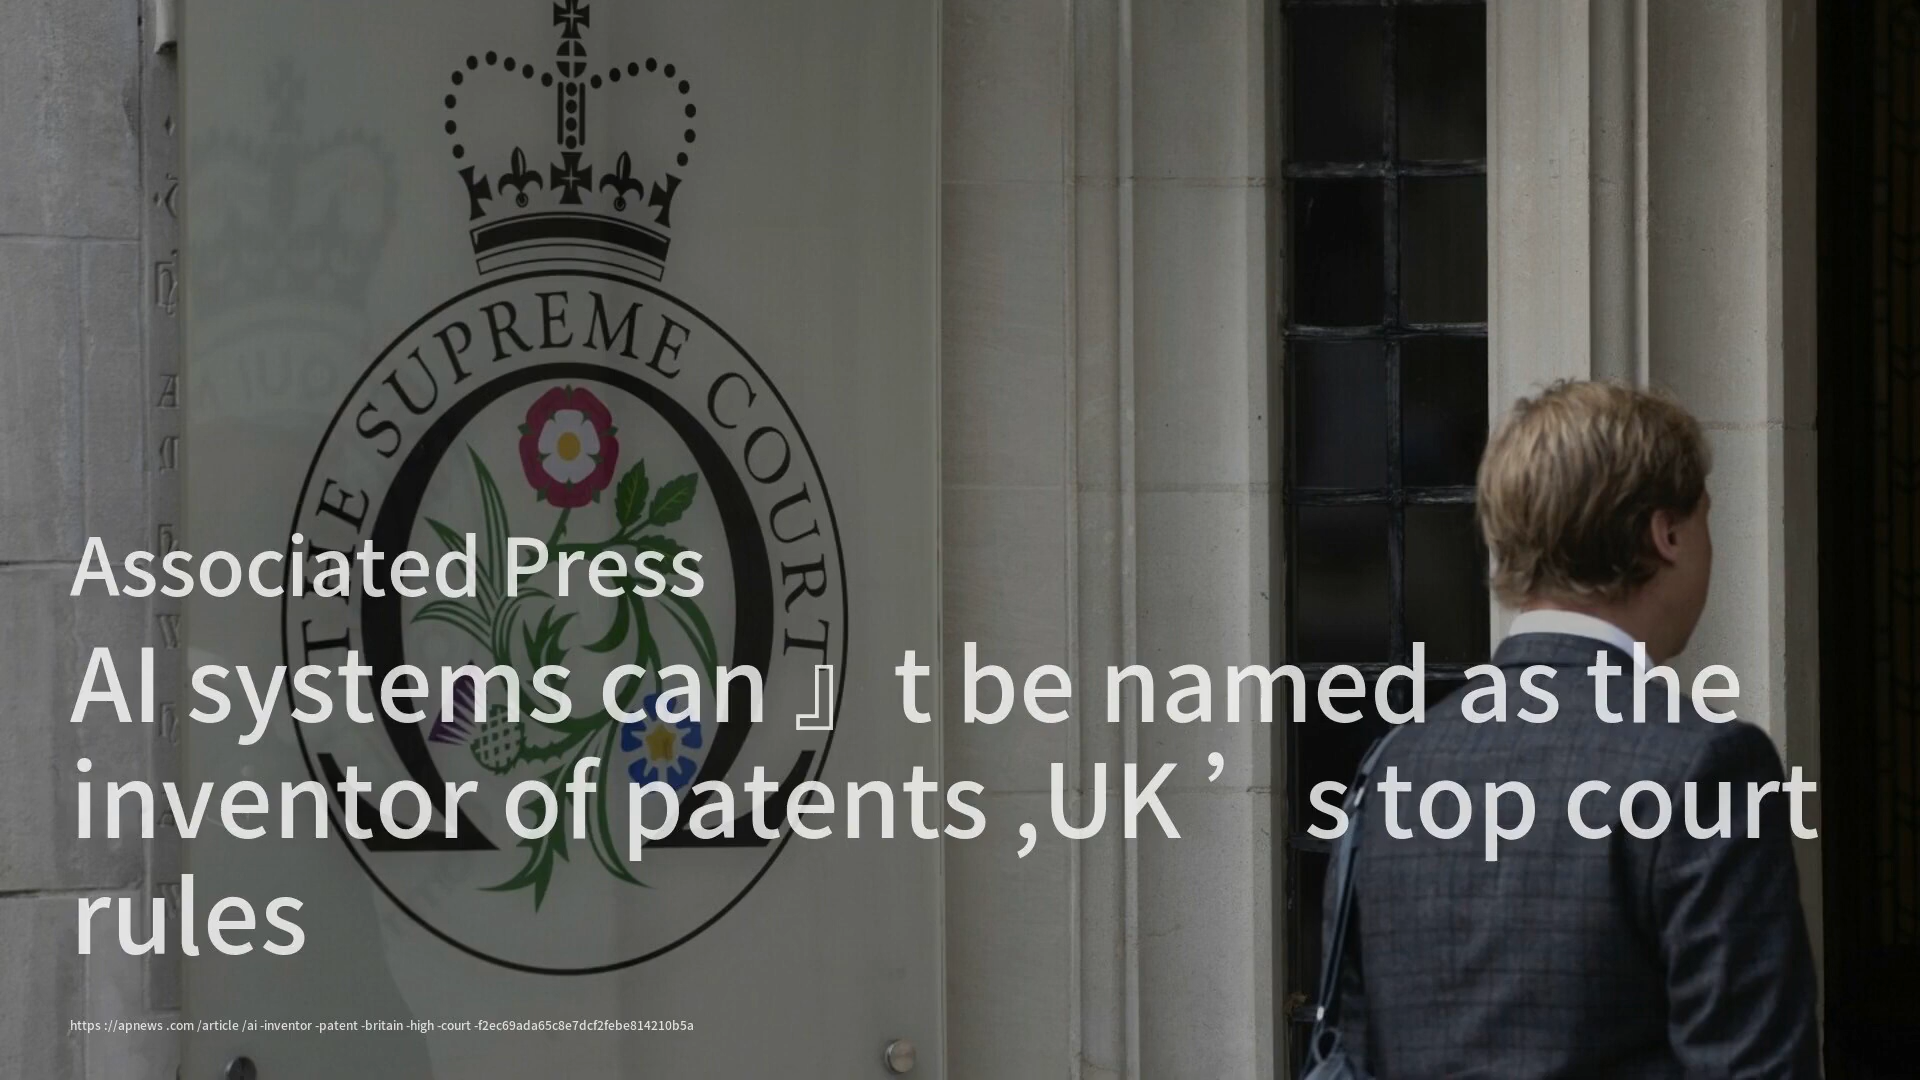 THE SUPREME COURT
Associated Press
AI systems can 』 t be named as the
inventor of patents ,UK ’ s top court
rules
https ://apnews .com /article /ai -inventor -patent -britain -high -court -f2ec69ada65c8e7dcf2febe814210b5a